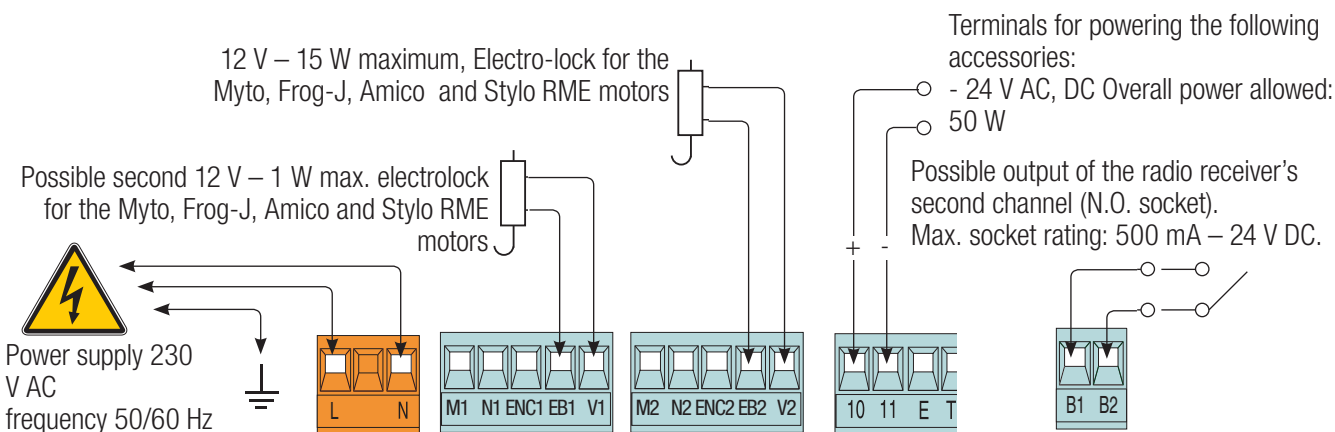 12 V – 15 W maximum, Electro-lock for the
Myto, Frog-J, Amico and Stylo RME motors
Terminals for powering the following
accessories:
- 24 V AC, DC Overall power allowed:
50 W
Possible second 12 V – 1 W max. electrolock
for the Myto, Frog-J, Amico and Stylo RME
motors
Possible output of the radio receiver’s
second channel (N.O. socket).
Max. socket rating: 500 mA – 24 V DC.
+ -
Power supply 230
V AC
frequency 50/60 Hz
L N
M1 N1 ENC1 EB1 V1
M2 N2 ENC2 EB2 V2
10 11 E T
B1 B2